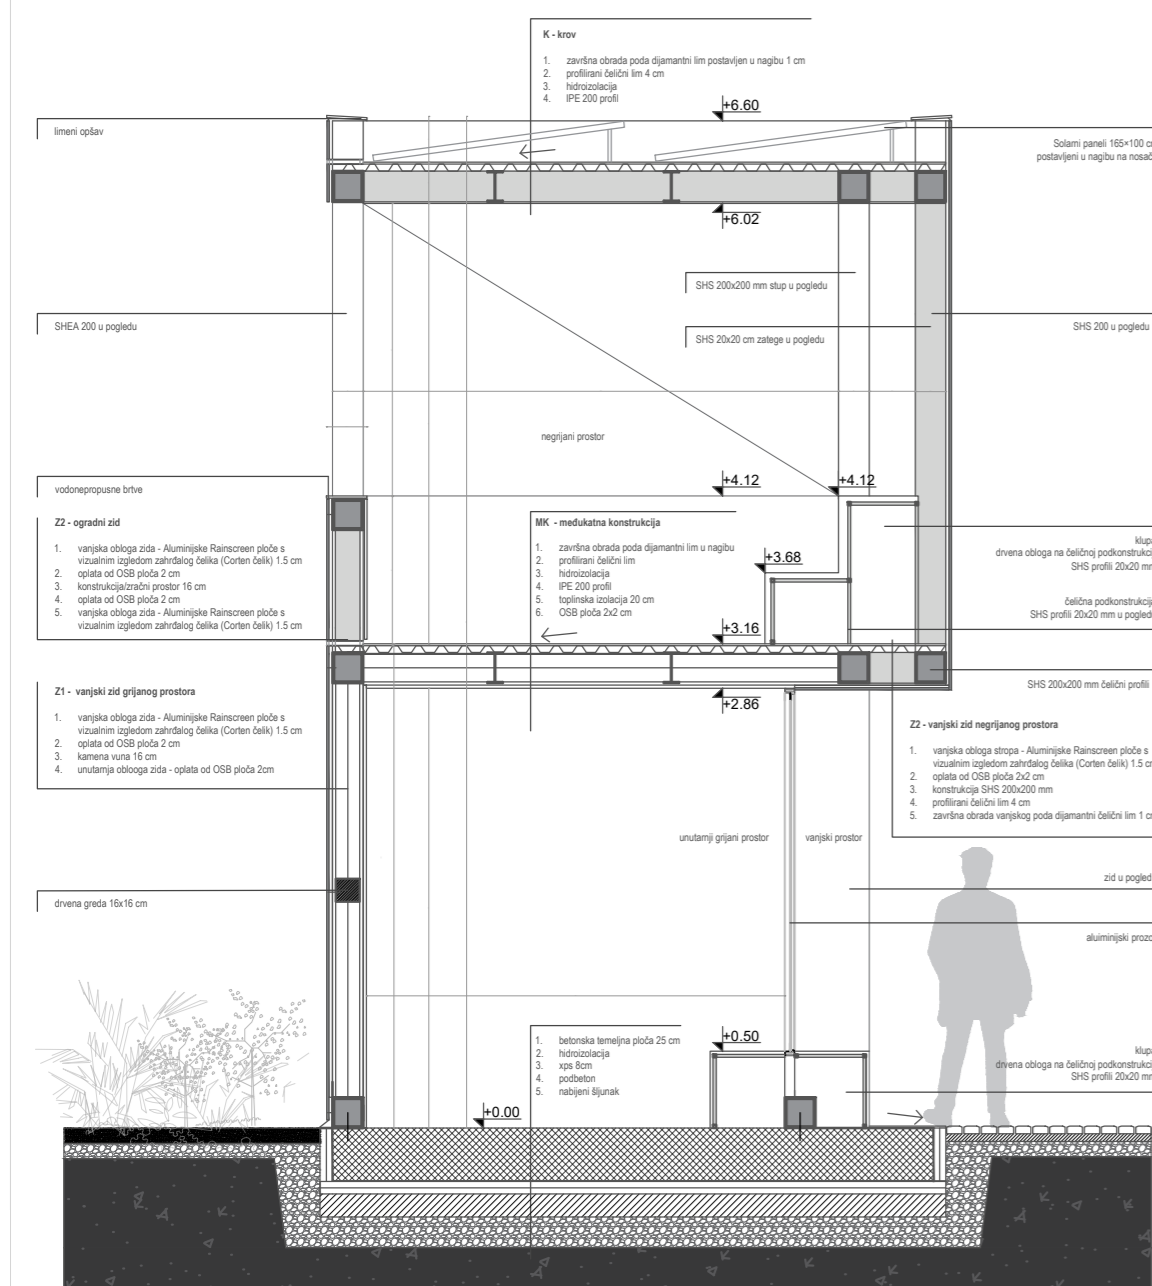 K - krov
1. završna obrada poda dijamantni lim postavljen u nagibu 1 cm
2. profilirani čelični lim 4 cm
3. hidroizolacija
4. IPE 200 profil
+6.60
limeni opšav
Solarni paneli 165×100 cm
postavljeni u nagibu na nosač
+6.02
SHS 200x200 mm stup u pogledu
SHEA 200 u pogledu
SHS 200 u pogledu
SHS 20x20 cm zatege u pogledu
negrijani prostor
+4.12
+4.12
vodonepropusne brtve
Z2 - ogradni zid
1. vanjska obloga zida - Aluminijske Rainscreen ploče s
vizualnim izgledom zahrđalog čelika (Corten čelik) 1.5 cm
2. oplata od OSB ploča 2 cm
3. konstrukcija/zračni prostor 16 cm
4. oplata od OSB ploča 2 cm
5. vanjska obloga zida - Aluminijske Rainscreen ploče s
vizualnim izgledom zahrđalog čelika (Corten čelik) 1.5 cm
MK - međukatna konstrukcija
1. završna obrada poda dijamantni lim u nagibu
2. profilirani čelični lim
3. hidroizolacija
4. IPE 200 profil
5. toplinska izolacija 20 cm
6. OSB ploča 2x2 cm
+3.68
klupa
drvena obloga na čeličnoj podkonstrukciji
SHS profili 20x20 mm
čelična podkonstrukcija
SHS profili 20x20 mm u pogledu
+3.16
Z1 - vanjski zid grijanog prostora
1. vanjska obloga zida - Aluminijske Rainscreen ploče s
vizualnim izgledom zahrđalog čelika (Corten čelik) 1.5 cm
2. oplata od OSB ploča 2 cm
3. kamena vuna 16 cm
4. unutarnja oblooga zida - oplata od OSB ploča 2cm
SHS 200x200 mm čelični profili
+2.86
Z2 - vanjski zid negrijanog prostora
1. vanjska obloga stropa - Aluminijske Rainscreen ploče s
vizualnim izgledom zahrđalog čelika (Corten čelik) 1.5 cm
2. oplata od OSB ploča 2x2 cm
3. konstrukcija SHS 200x200 mm
4. profilirani čelični lim 4 cm
5. završna obrada vanjskog poda dijamantni čelični lim 1 cm
unutarnji grijani prostor
vanjski prostor
zid u pogledu
drvena greda 16x16 cm
aluiminijski prozor
1. betonska temeljna ploča 25 cm
2. hidroizolacija
3. xps 8cm
4. podbeton
5. nabijeni šljunak
+0.50
klupa
drvena obloga na čeličnoj podkonstrukciji
SHS profili 20x20 mm
+0.00